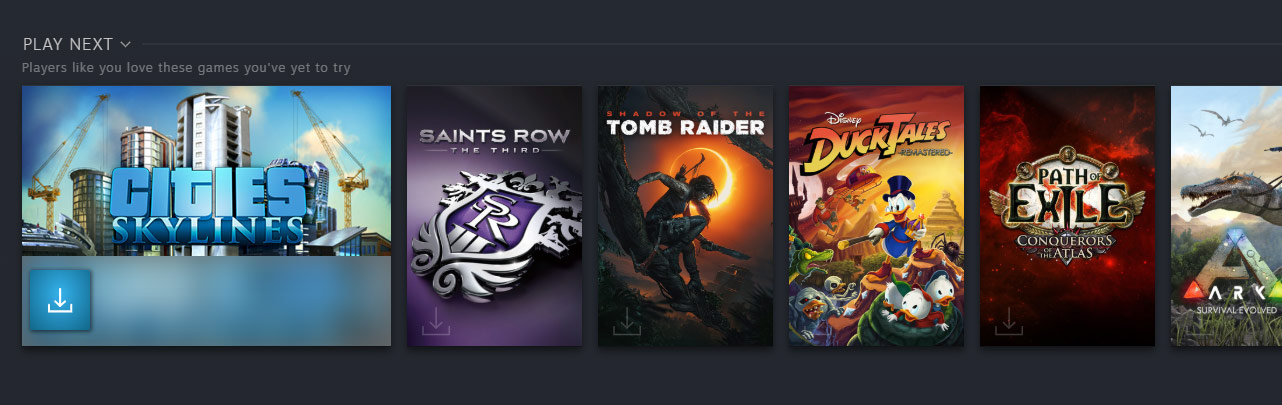 PLAY NEXT
Players like you love these games you've yet to try
CITIES
SKYLINES
SAINTS ROW
THE THIRD
SR
SHADOW OF THE
TOMB RAIDER
Disney
DUCKTALES
REMASTERED
PATH OF
EXILE
CONQUERORS
OF THE ATLAS
ARK
SURVIVAL EVOLVED